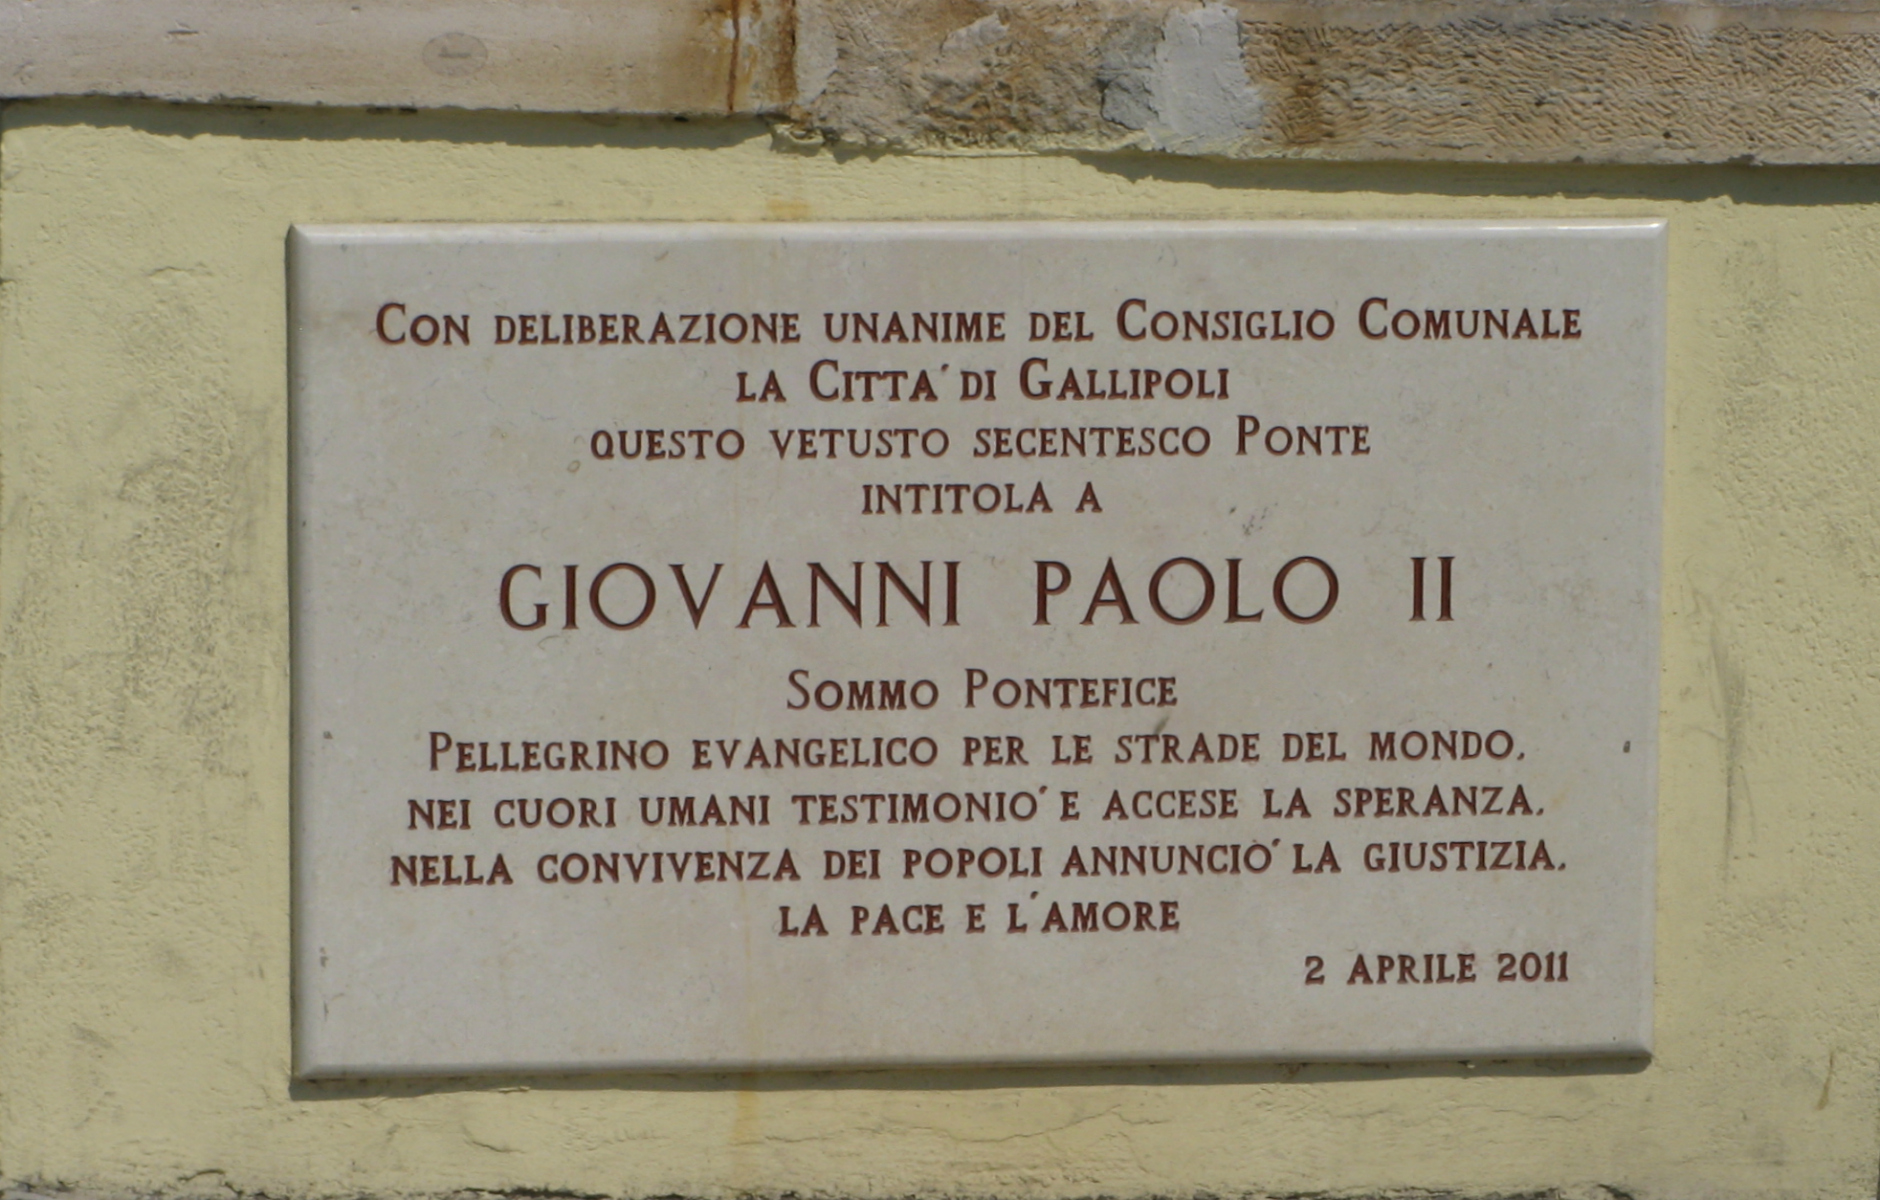 Con deliberazione unanime del Consiglio Comunale
la Citta' di Gallipoli
questo vetusto secentesco Ponte
intitola a
GIOVANNI PAOLO II
Sommo Pontefice
Pellegrino evangelico per le strade del mondo,
nei cuori umani testimonio' e accese la speranza,
nella convivenza dei popoli annuncio' la giustizia,
la pace e l'amore
2 aprile 2011